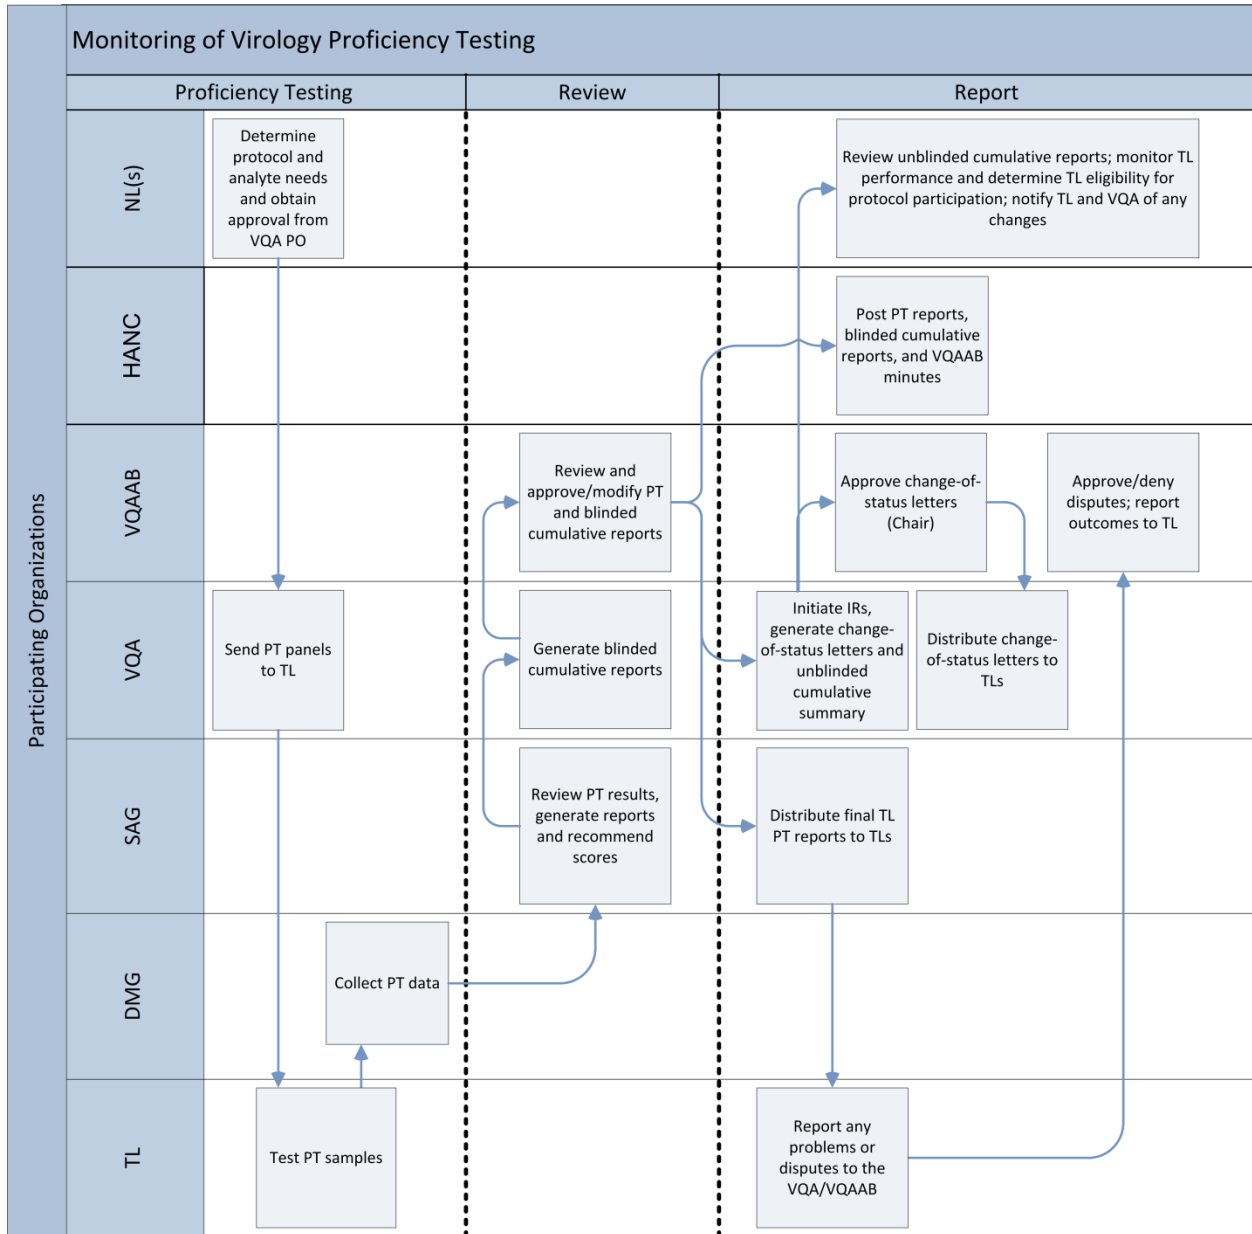 Monitoring of Virology Proficiency Testing
Proficiency Testing
Review
Report
Participating Organizations
NL(s)
Determine
protocol and
analyte needs
and obtain
approval from
VQA PO
Review unblinded cumulative reports; monitor TL
performance and determine TL eligibility for
protocol participation; notify TL and VQA of any
changes
HANC
Post PT reports,
blinded cumulative
reports, and VQAAB
minutes
VQAAB
Review and
approve/modify PT
and blinded
cumulative reports
Approve change-of-
status letters
(Chair)
Approve/deny
disputes; report
outcomes to TL
VQA
Send PT panels
to TL
Generate blinded
cumulative reports
Initiate IRs,
generate change-
of-status letters and
unblinded
cumulative
summary
Distribute change-
of-status letters to
TLs
SAG
Review PT results,
generate reports
and recommend
scores
Distribute final TL
PT reports to TLs
DMG
Collect PT data
TL
Test PT samples
Report any
problems or
disputes to the
VQA/VQAAB